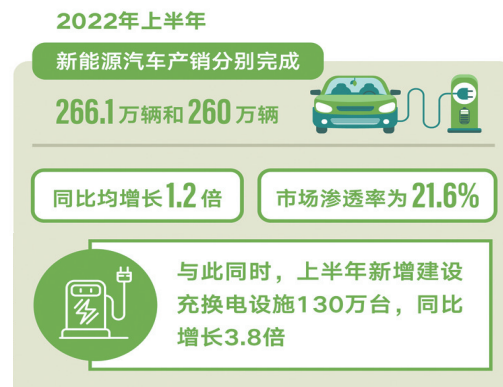 2022年上半年
新能源汽车产销分别完成
266.1万辆和260万辆
同比均增长1.2倍
市场渗透率为21.6%
与此同时，上半年新增建设
充换电设施130万台，同比
增长3.8倍